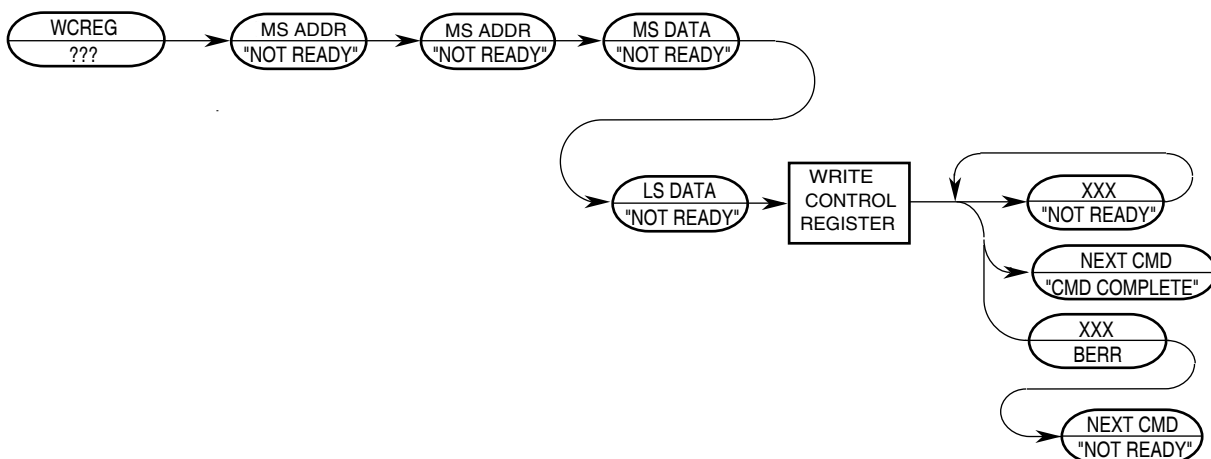 WCREG
???
MS ADDR
"NOT READY"
MS ADDR
"NOT READY"
MS DATA
"NOT READY"
LS DATA
"NOT READY"
WRITE
CONTROL
REGISTER
XXX
"NOT READY"
NEXT CMD
"CMD COMPLETE"
XXX
BERR
NEXT CMD
"NOT READY"